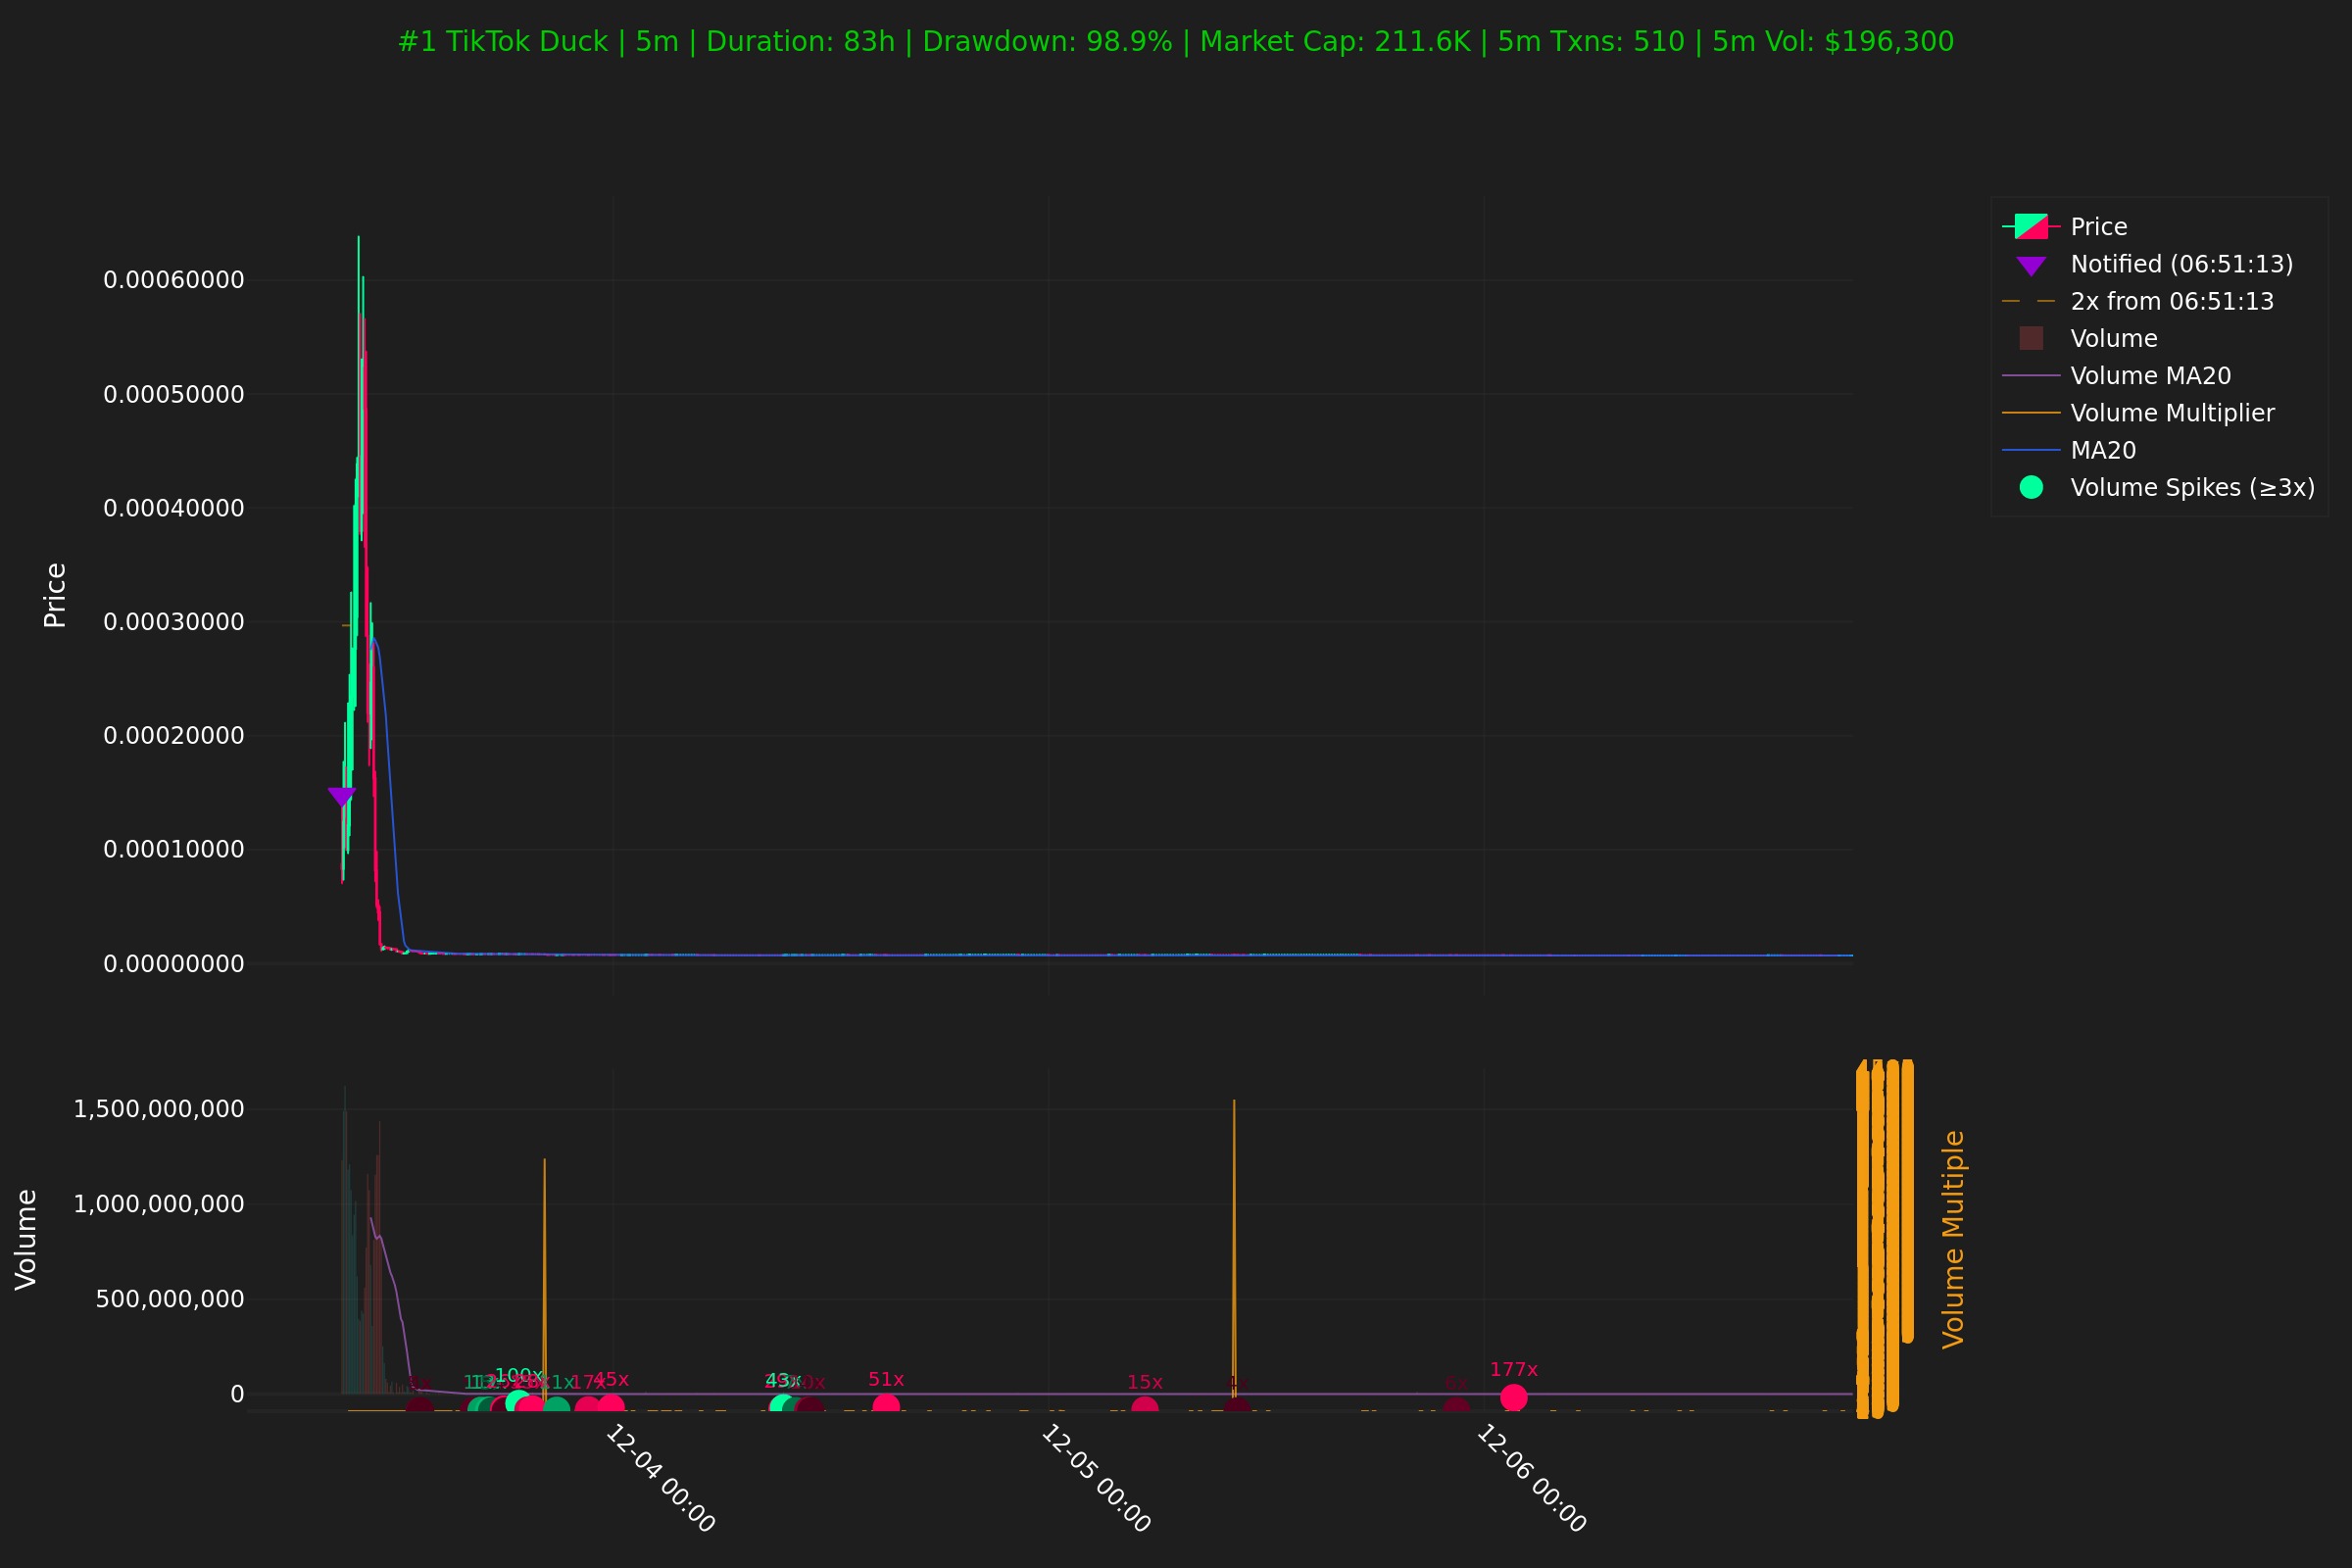 #1 TikTok Duck | 5m | Duration: 83h | Drawdown: 98.9% | Market Cap: 211.6K | 5m Txns: 510 | 5m Vol: $196,300
Price
Notified (06:51:13)
2x from 06:51:13
Volume
Volume MA20
Volume Multiplier
MA20
Volume Spikes (≥3x)
Price
0.00060000
0.00050000
0.00040000
0.00030000
0.00020000
0.00010000
0.00000000
Volume
1,500,000,000
1,000,000,000
500,000,000
0
100x
17x
45x
43x
51x
15x
6x
177x
Volume Multiple
12-04 00:00
12-05 00:00
12-06 00:00